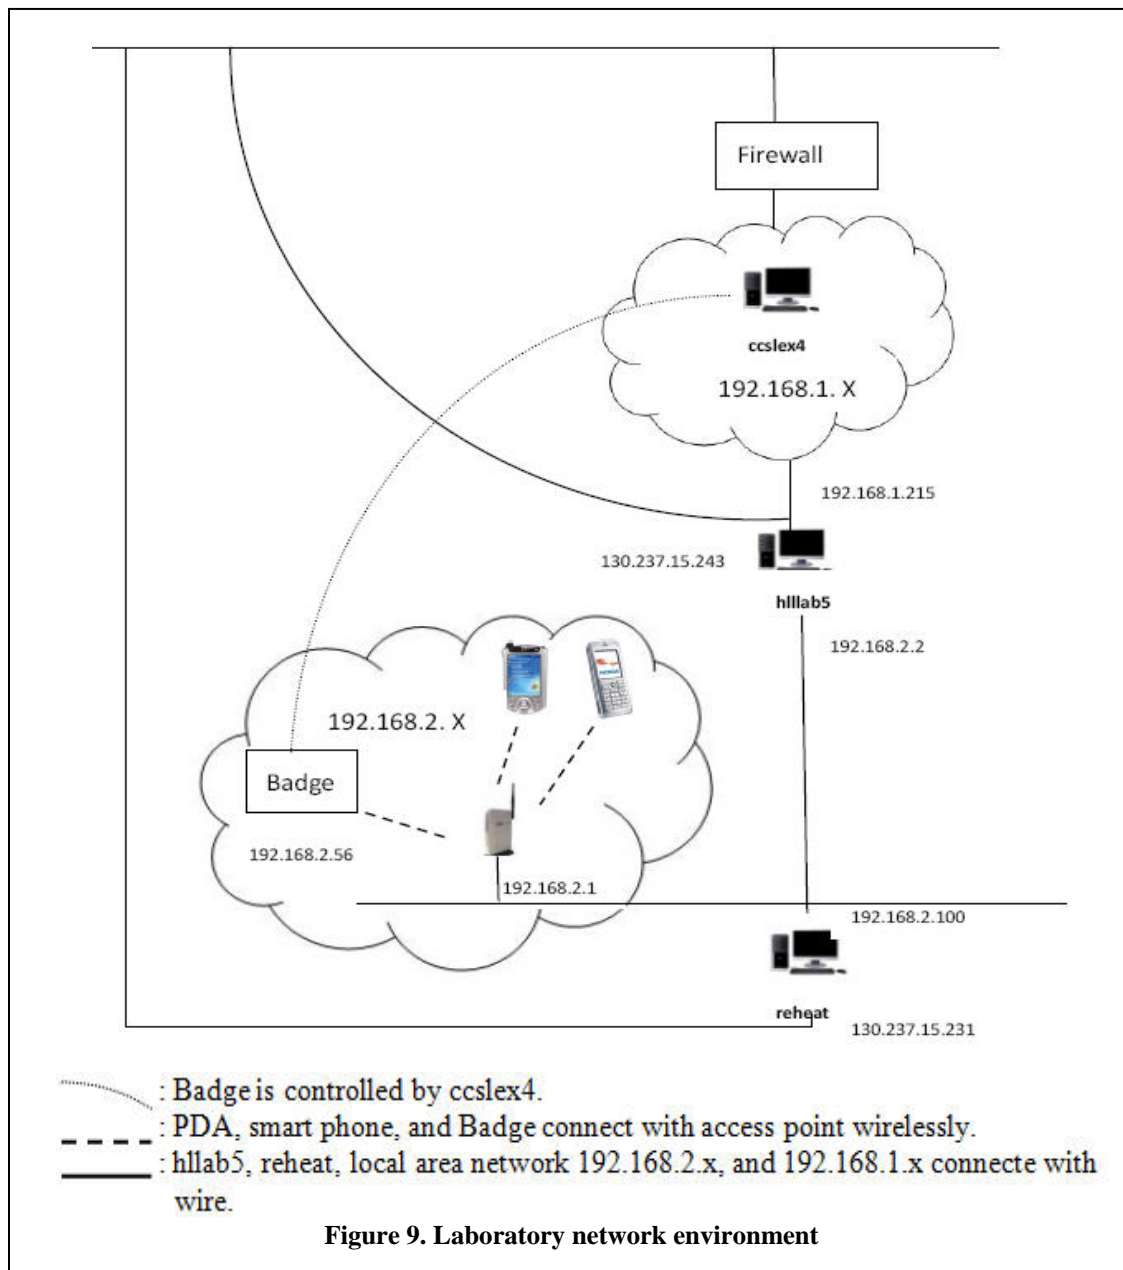 Firewall
ccslex4
192.168.1. X
192.168.1.215
130.237.15.243
hlllab5
192.168.2.2
192.168.2. X
Badge
192.168.2.56
192.168.2.1
192.168.2.100
reheat
130.237.15.231
: Badge is controlled by ccslex4.
: PDA, smart phone, and Badge connect with access point wirelessly.
: hllab5, reheat, local area network 192.168.2.x, and 192.168.1.x connecte with
wire.
Figure 9. Laboratory network environment